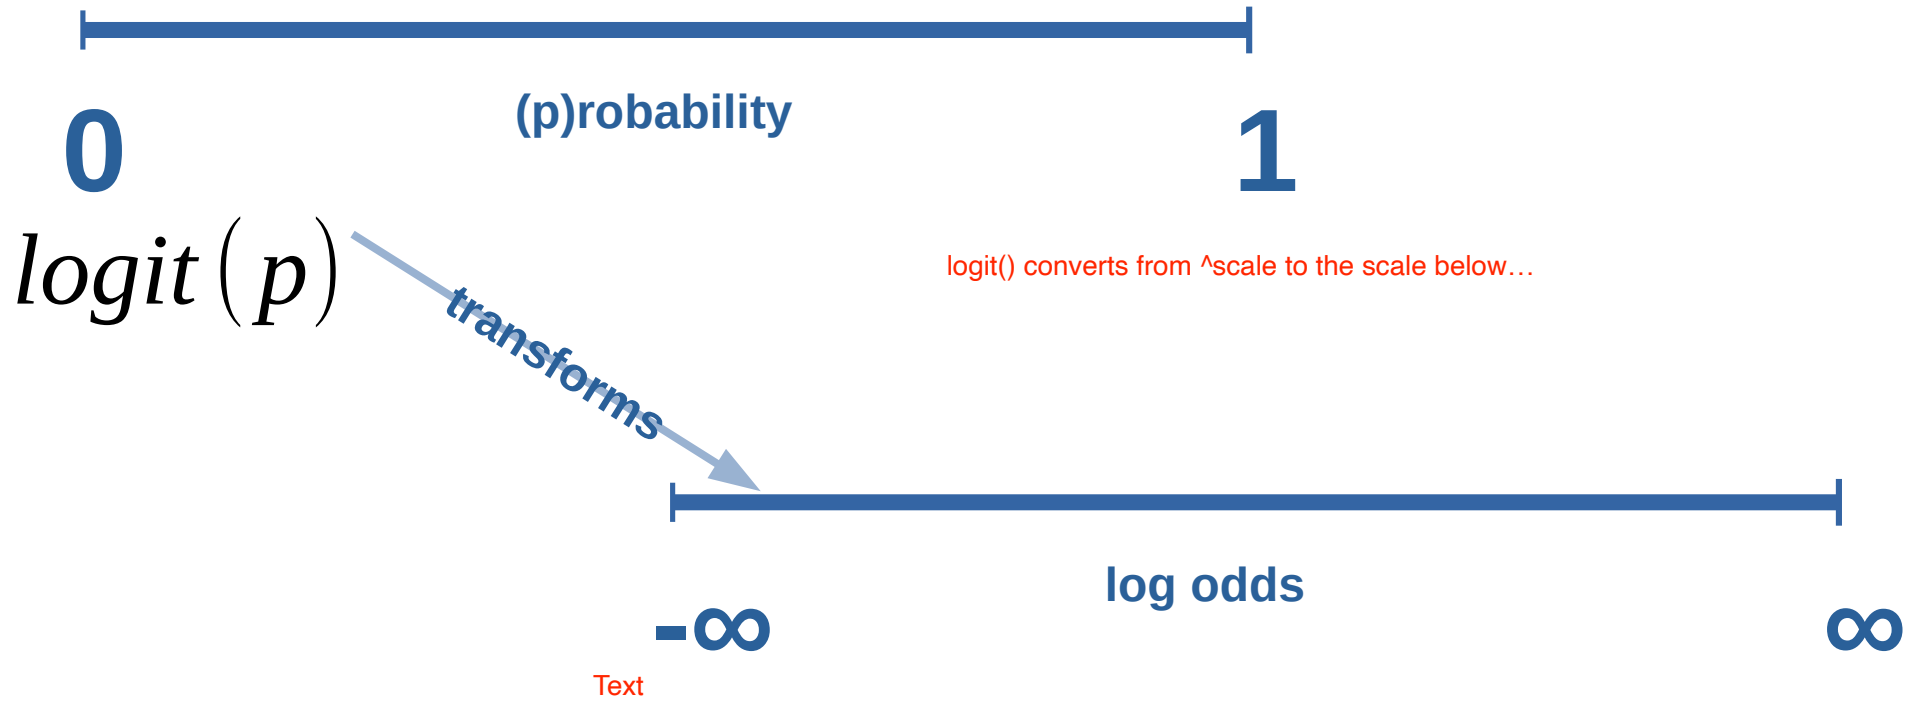 (p)robability
0
1
logit (p)
logit() converts from ^scale to the scale below…
transforms
log odds
-∞
∞
Text